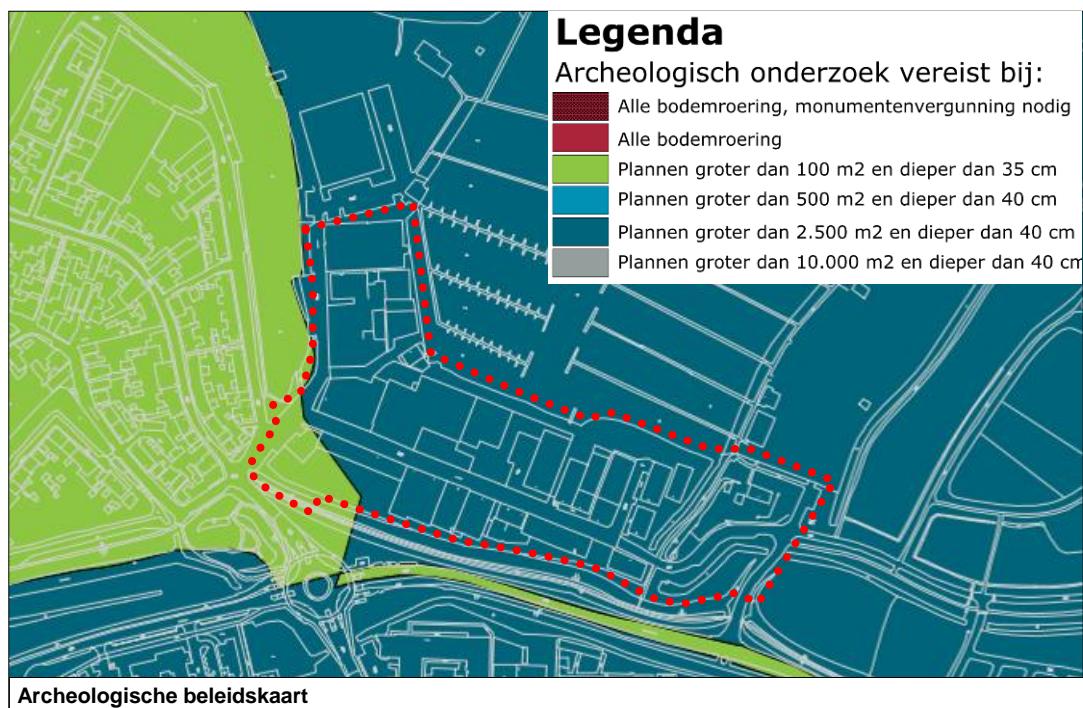 Legenda
Archeologisch onderzoek vereist bij:
Alle bodemroering, monumentenvergunning nodig
Alle bodemroering
Plannen groter dan 100 m2 en dieper dan 35 cm
Plannen groter dan 500 m2 en dieper dan 40 cm
Plannen groter dan 2.500 m2 en dieper dan 40 cm
Plannen groter dan 10.000 m2 en dieper dan 40 cm
Archeologische beleidskaart